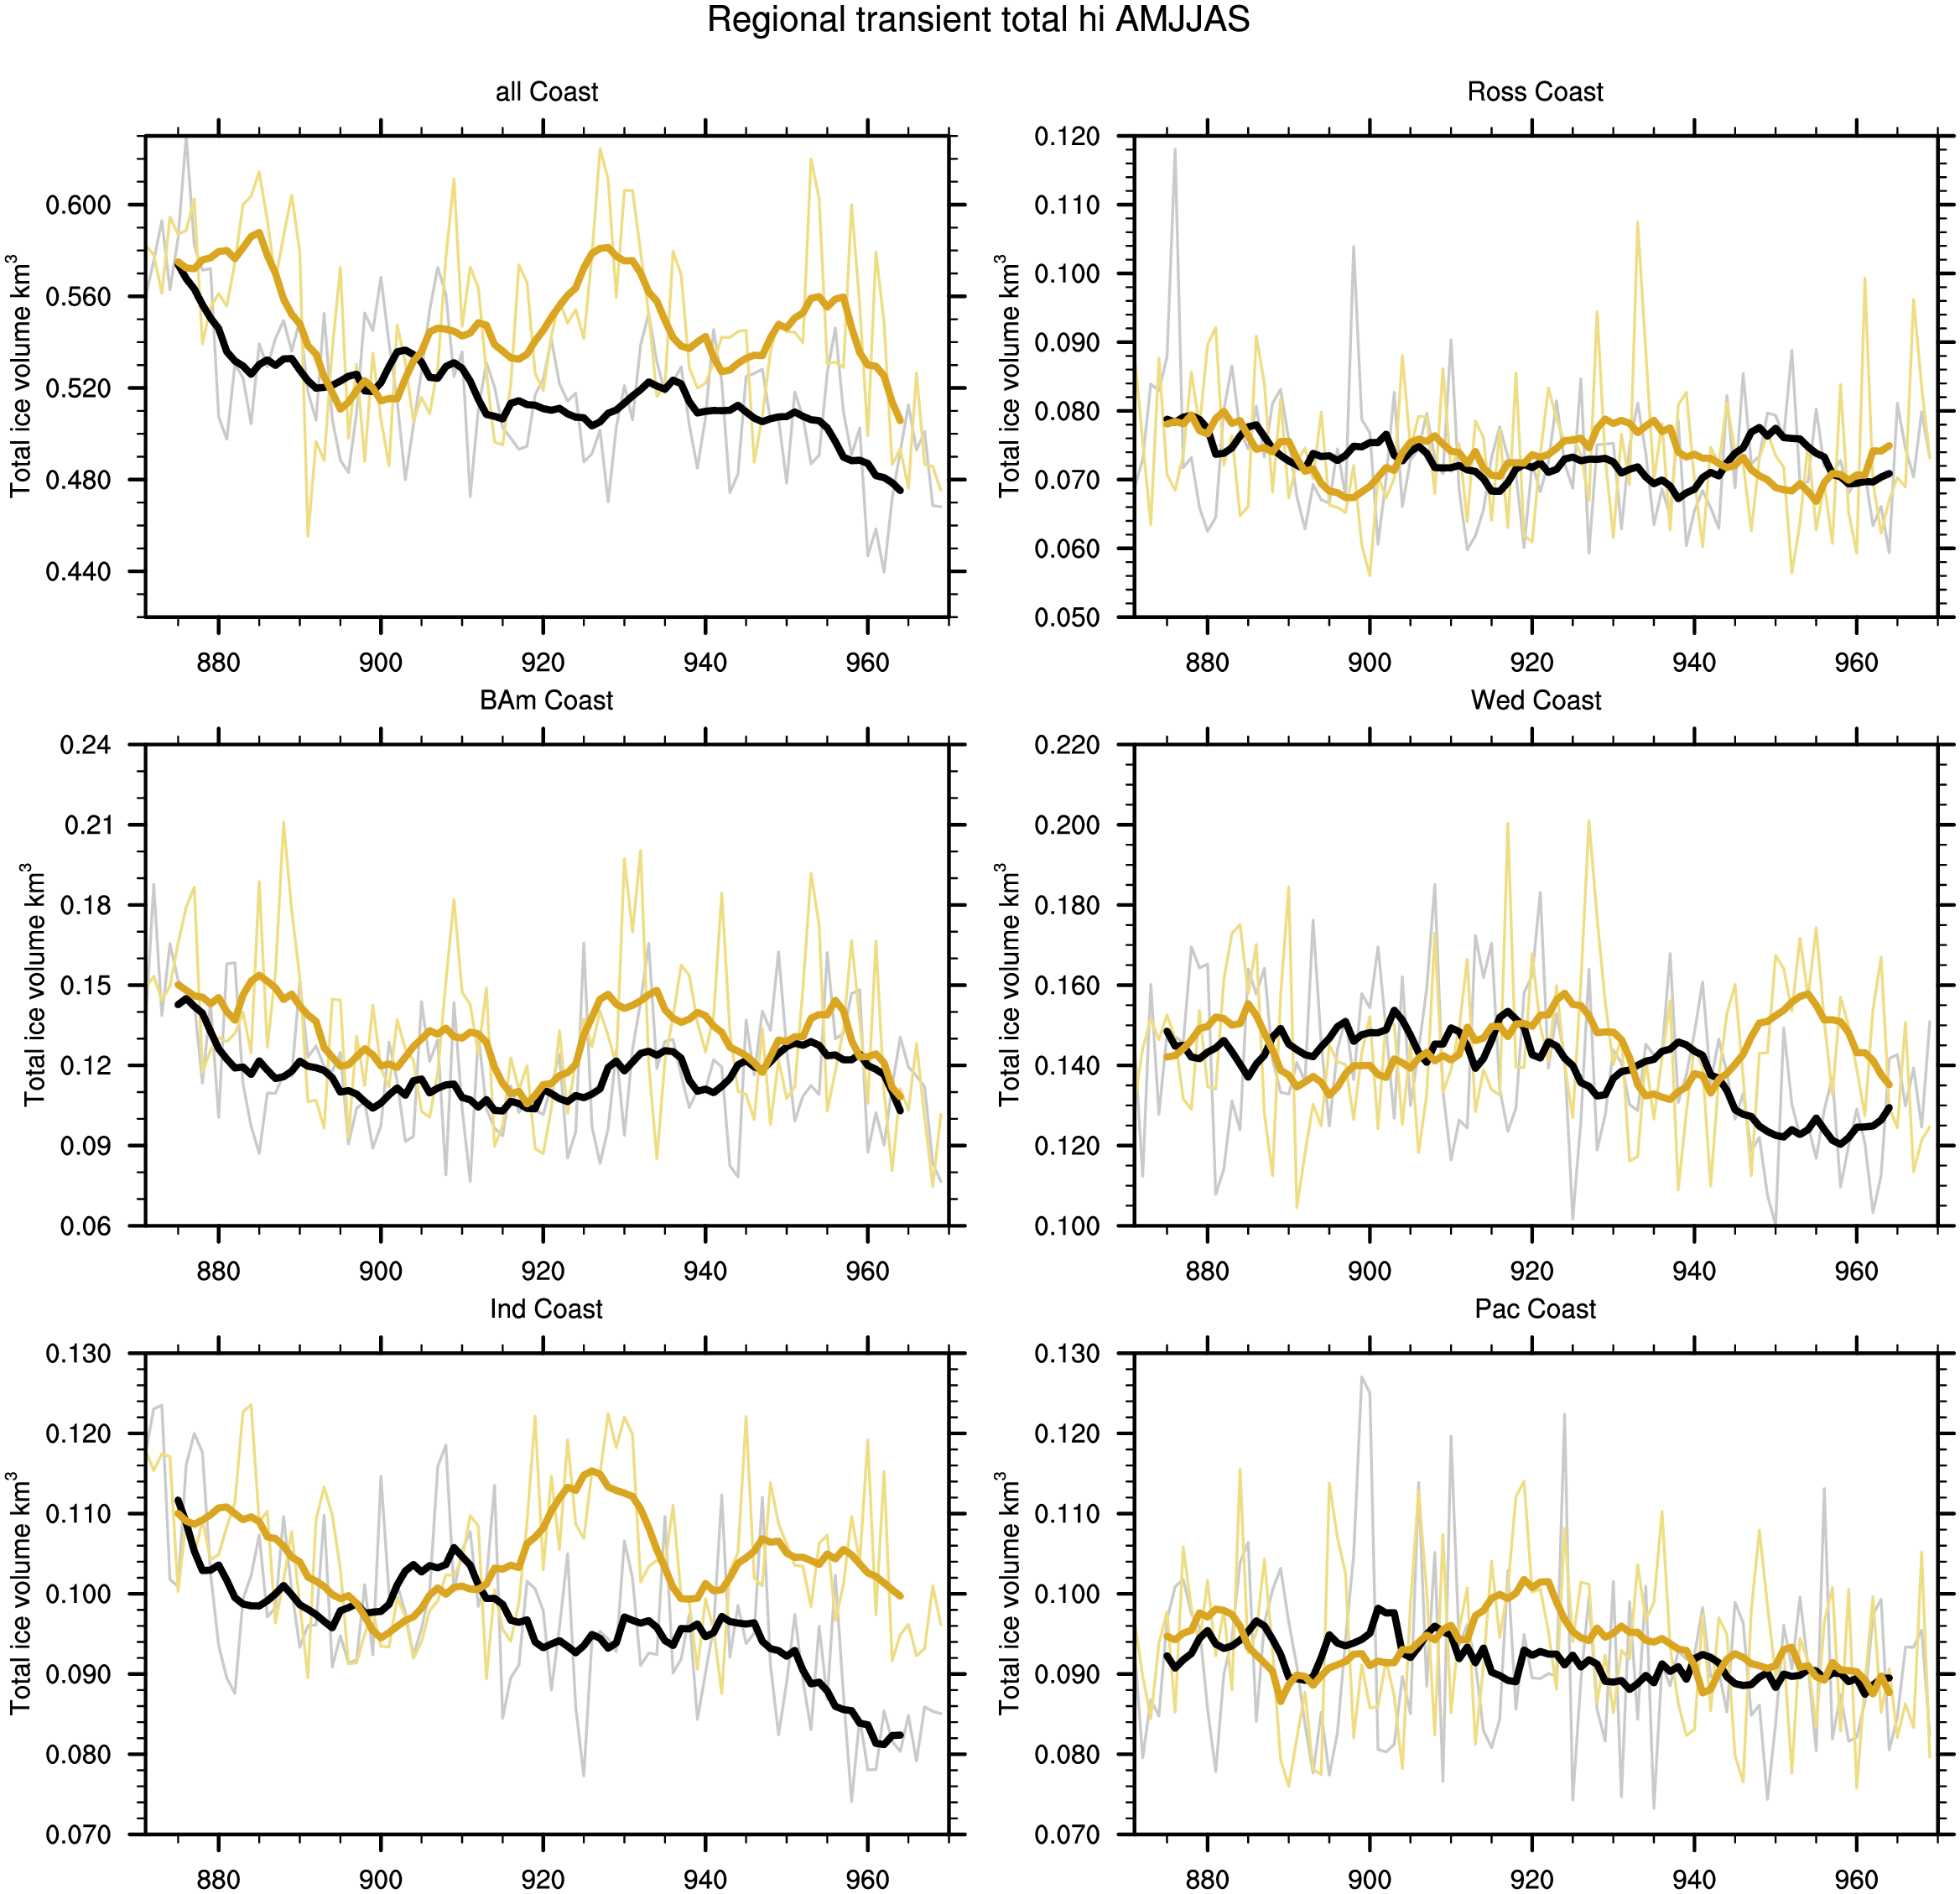 Regional transient total hi AMJJAS
all Coast
Total ice volume km³
0.600
0.560
0.520
0.480
0.440
880 900 920 940 960
Ross Coast
Total ice volume km³
0.120
0.110
0.100
0.090
0.080
0.070
0.060
0.050
880 900 920 940 960
BAm Coast
Total ice volume km³
0.24
0.21
0.18
0.15
0.12
0.09
0.06
880 900 920 940 960
Wed Coast
Total ice volume km³
0.220
0.200
0.180
0.160
0.140
0.120
0.100
880 900 920 940 960
Ind Coast
Total ice volume km³
0.130
0.120
0.110
0.100
0.090
0.080
0.070
880 900 920 940 960
Pac Coast
Total ice volume km³
0.130
0.120
0.110
0.100
0.090
0.080
0.070
880 900 920 940 960